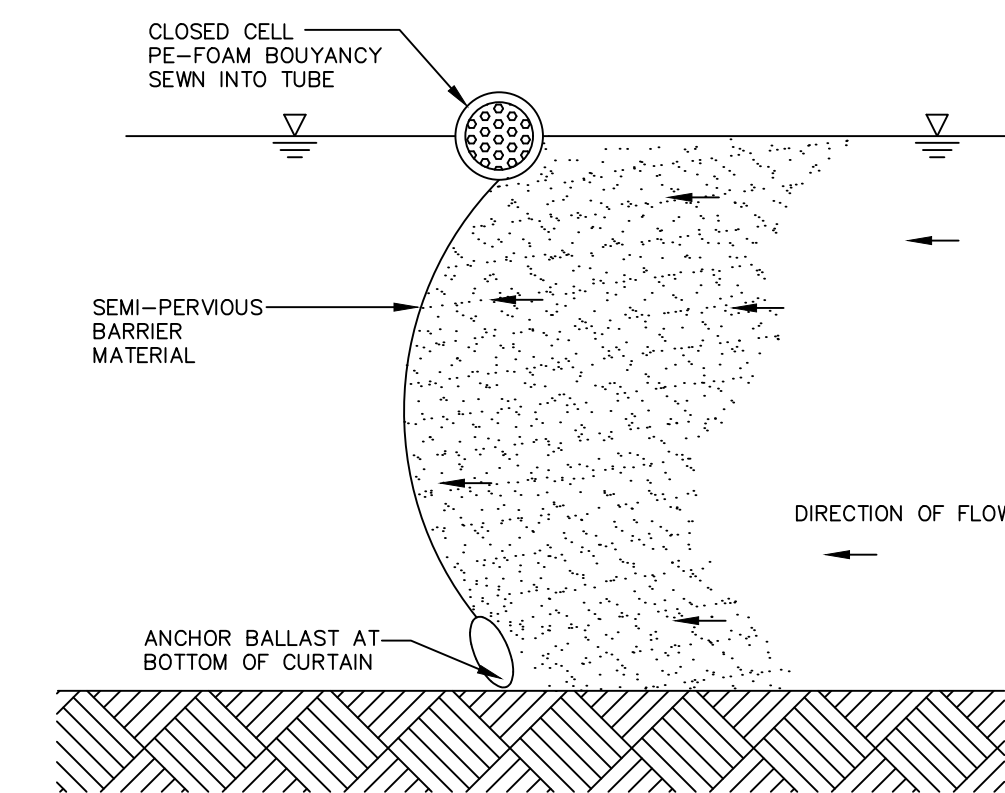 CLOSED CELL
PE-FOAM BOUYANCY
SEWN INTO TUBE
SEMI-PERVIOUS
BARRIER
MATERIAL
DIRECTION OF FLOW
ANCHOR BALLAST AT
BOTTOM OF CURTAIN